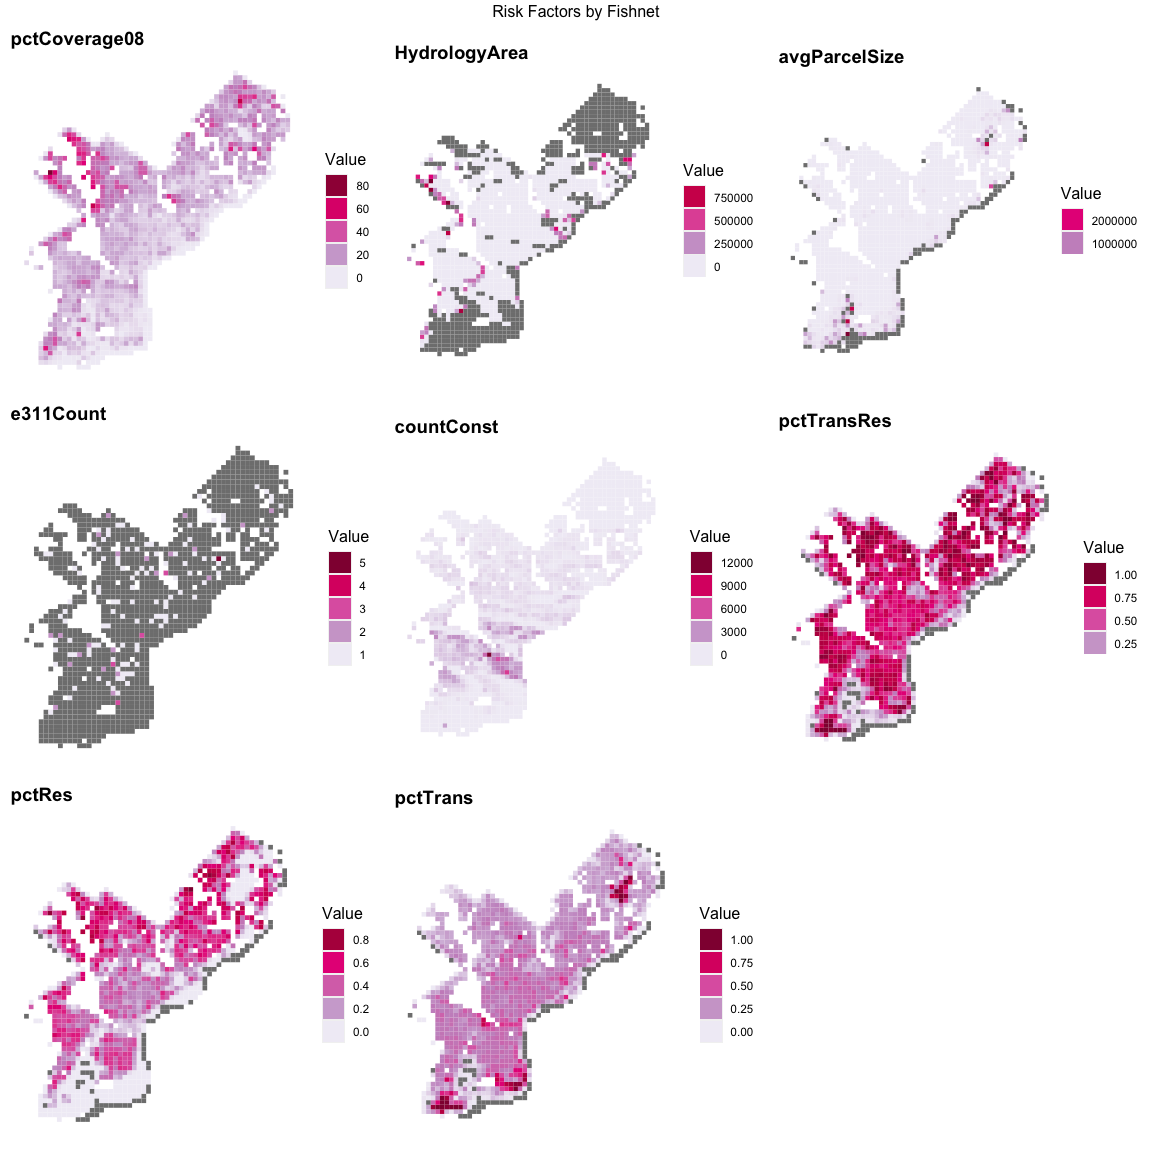 Risk Factors by Fishnet
pctCoverage08
Value
80
60
40
20
0
HydrologyArea
Value
750000
500000
250000
0
avgParcelSize
Value
2000000
1000000
e311Count
Value
5
4
3
2
1
countConst
Value
12000
9000
6000
3000
0
pctTransRes
Value
1.00
0.75
0.50
0.25
pctRes
Value
0.8
0.6
0.4
0.2
0.0
pctTrans
Value
1.00
0.75
0.50
0.25
0.00